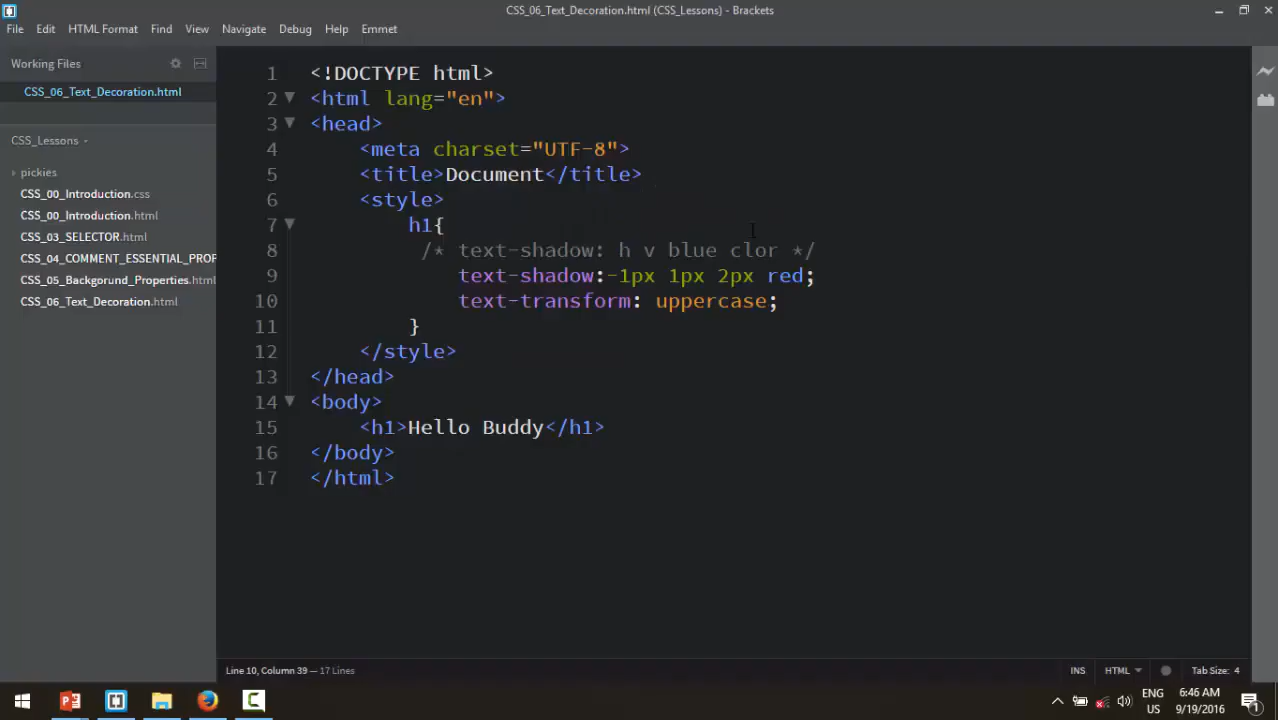 CSS_06_Text_Decoration.html (CSS_Lessons) - Brackets
File Edit HTML Format Find View Navigate Debug Help Emmet
Working Files
CSS_06_Text_Decoration.html
CSS_Lessons
pickies
CSS_00_Introduction.css
CSS_00_Introduction.html
CSS_03_SELECTOR.html
CSS_04_COMMENT_ESSENTIAL_PROF
CSS_05_Backgorund_Properties.html
CSS_06_Text_Decoration.html
1 <!DOCTYPE html>
2 <html lang="en">
3 <head>
4 <meta charset="UTF-8">
5 <title>Document</title>
6 <style>
7 h1{
8 /* text-shadow: h v blue clor */
9 text-shadow:-1px 1px 2px red;
10 text-transform: uppercase;
11 }
12 </style>
13 </head>
14 <body>
15 <h1>Hello Buddy</h1>
16 </body>
17 </html>
Line 10, Column 39 — 17 Lines
INS HTML Tab Size: 4
ENG 6:46 AM
US 9/19/2016
1